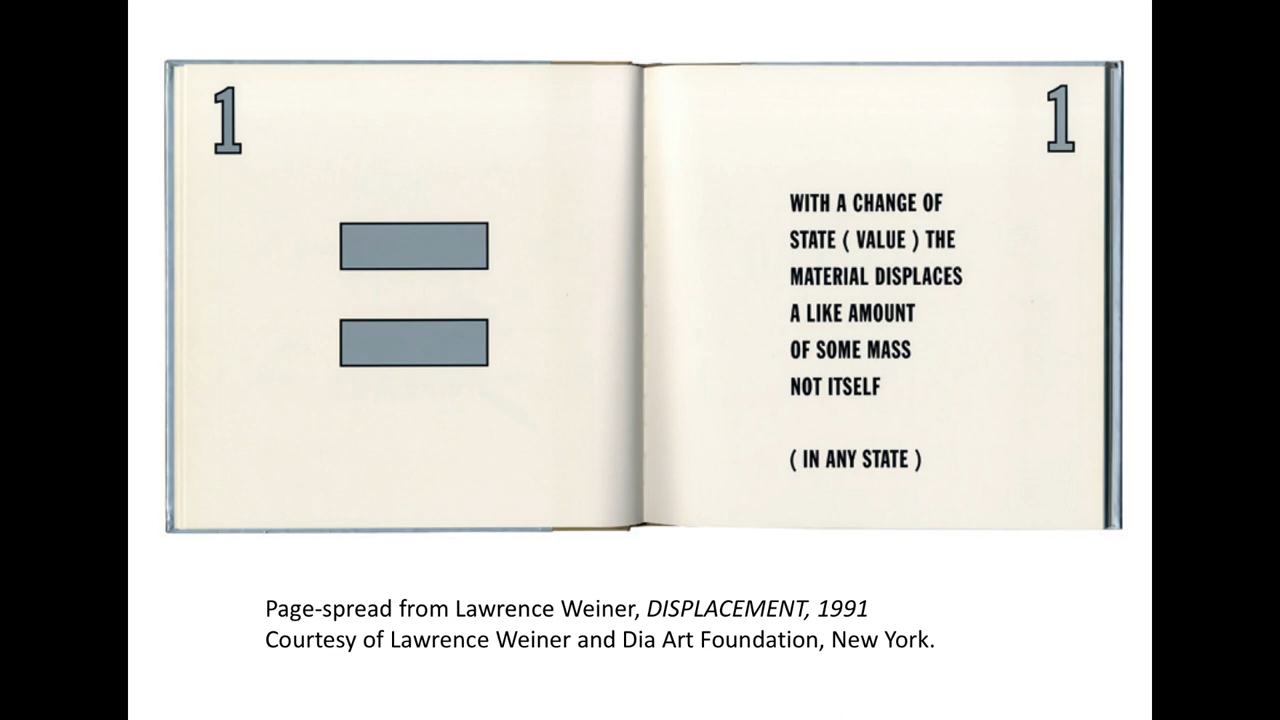 1
1
WITH A CHANGE OF
STATE ( VALUE ) THE
MATERIAL DISPLACES
A LIKE AMOUNT
OF SOME MASS
NOT ITSELF
( IN ANY STATE )
Page-spread from Lawrence Weiner, DISPLACEMENT, 1991
Courtesy of Lawrence Weiner and Dia Art Foundation, New York.